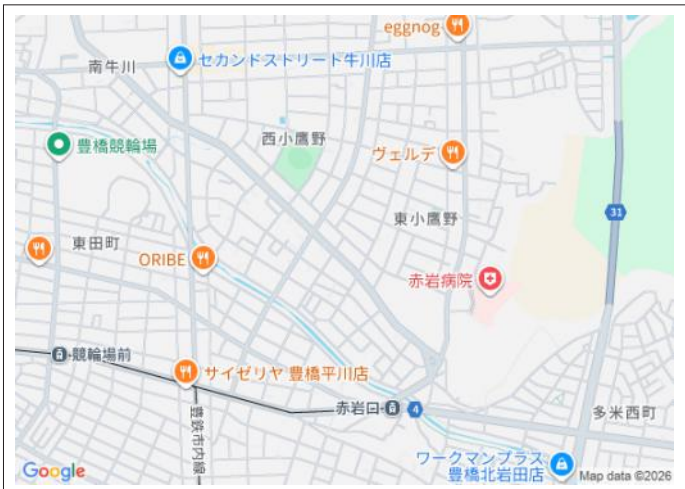 eggnog
セカンドストリート牛川店
南牛川
西小鷹野
豊橋競輪場
ヴェルデ
東小鷹野
31
東田町
ORIBE
赤岩病院
競輪場前
サイゼリヤ 豊橋平川店
赤岩口
4
多米西町
豊鉄市内線
ワークマンプラス
豊橋北岩田店
Google
Map data ©2026